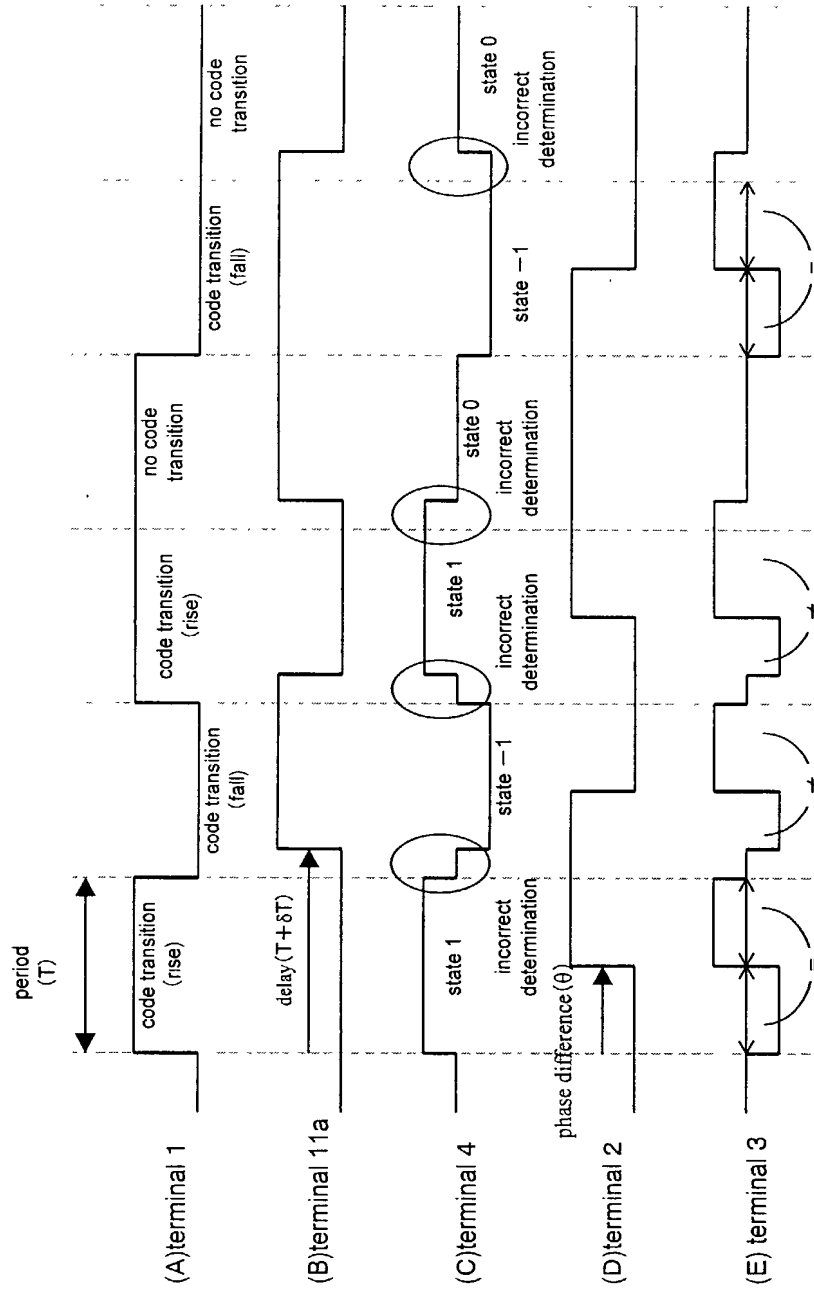 period
(T)
(A)terminal 1
code transition
(rise)
code transition
(fall)
code transition
(rise)
no code
transition
code transition
(fall)
no code
transition
(B)terminal 11a
delay(T+δT)
(C)terminal 4
state 1
incorrect
determination
state −1
incorrect
determination
state 1
incorrect
determination
state 0
state −1
incorrect
determination
state 0
(D)terminal 2
phase difference(θ)
(E) terminal 3
=
≠
≠
=